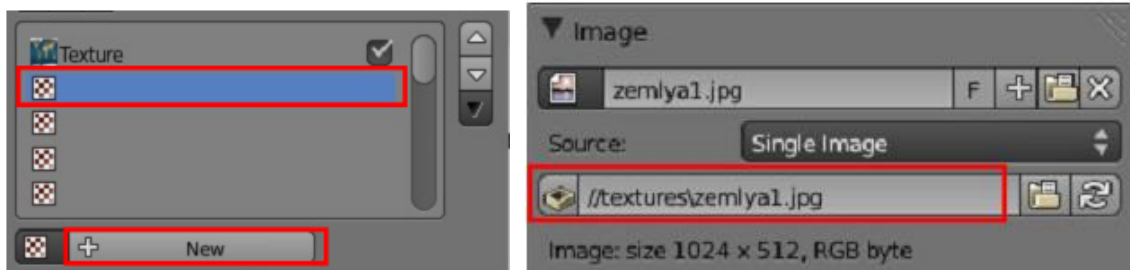 Texture
New
Image
zemlya1.jpg F
Source: Single Image
//textures\zemlya1.jpg
Image: size 1024 x 512, RGB byte